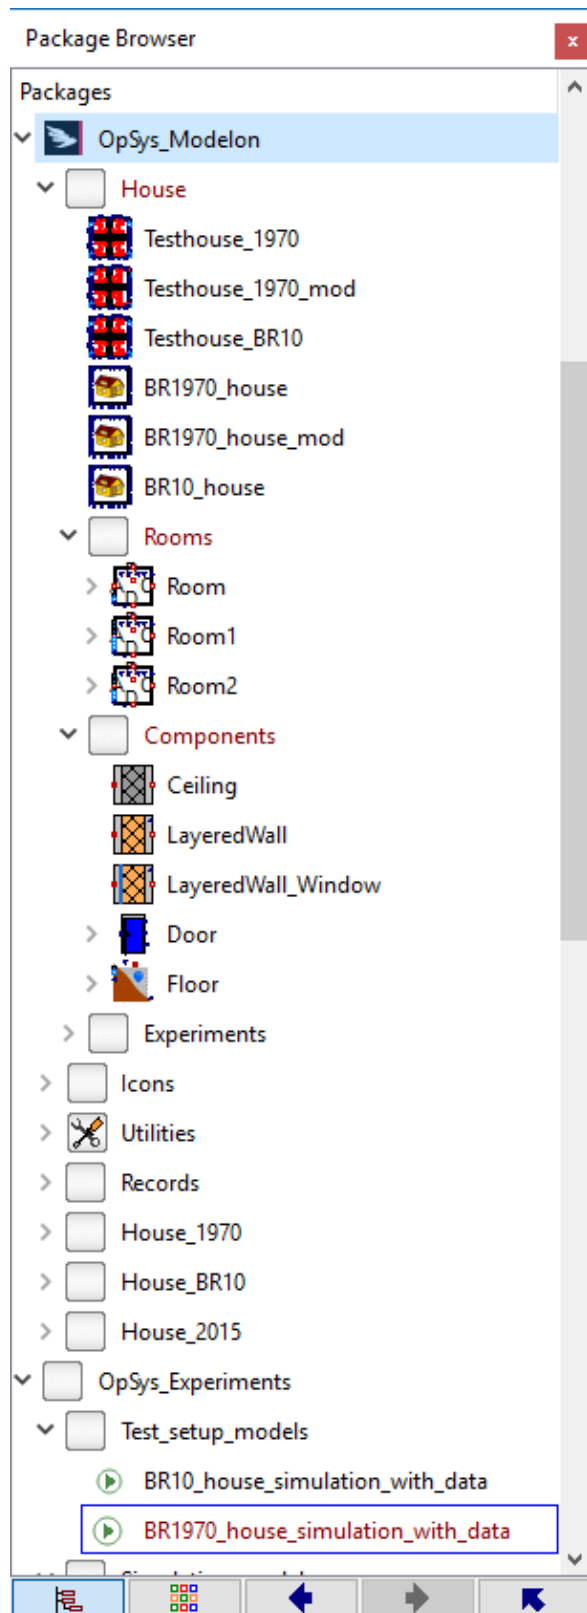 Package Browser
x
Packages
OpSys_Modelon
House
Testhouse_1970
Testhouse_1970_mod
Testhouse_BR10
BR1970_house
BR1970_house_mod
BR10_house
Rooms
Room
Room1
Room2
Components
Ceiling
LayeredWall
LayeredWall_Window
Door
Floor
Experiments
Icons
Utilities
Records
House_1970
House_BR10
House_2015
OpSys_Experiments
Test_setup_models
BR10_house_simulation_with_data
BR1970_house_simulation_with_data